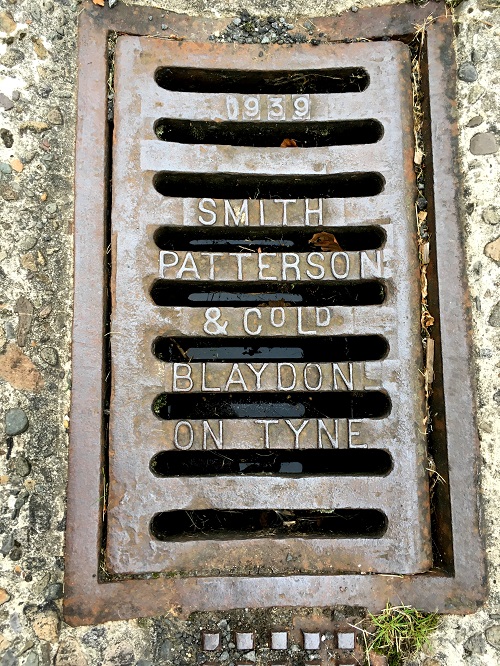 1939
SMITH
PATTERSON
& COLD
BLAYDON
ON TYNE